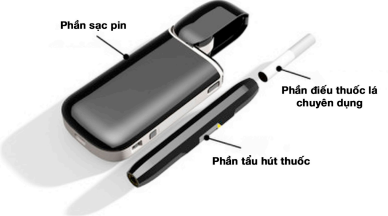 Phần sạc pin
Phần điếu thuốc lá
chuyên dụng
Phần tẩu hút thuốc